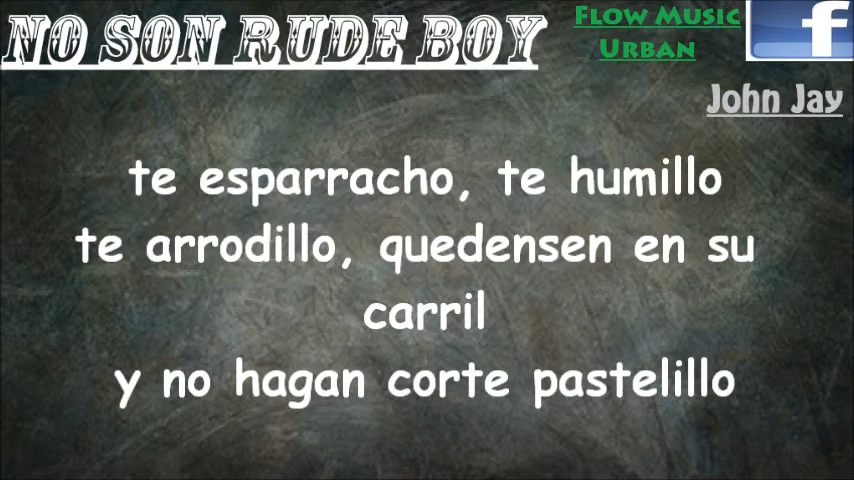 NO SON RUDE BOY
FLOW MUSIC
URBAN
f
John Jay
te esparracho, te humillo
te arrodillo, quedensen en su
carril
y no hagan corte pastelillo